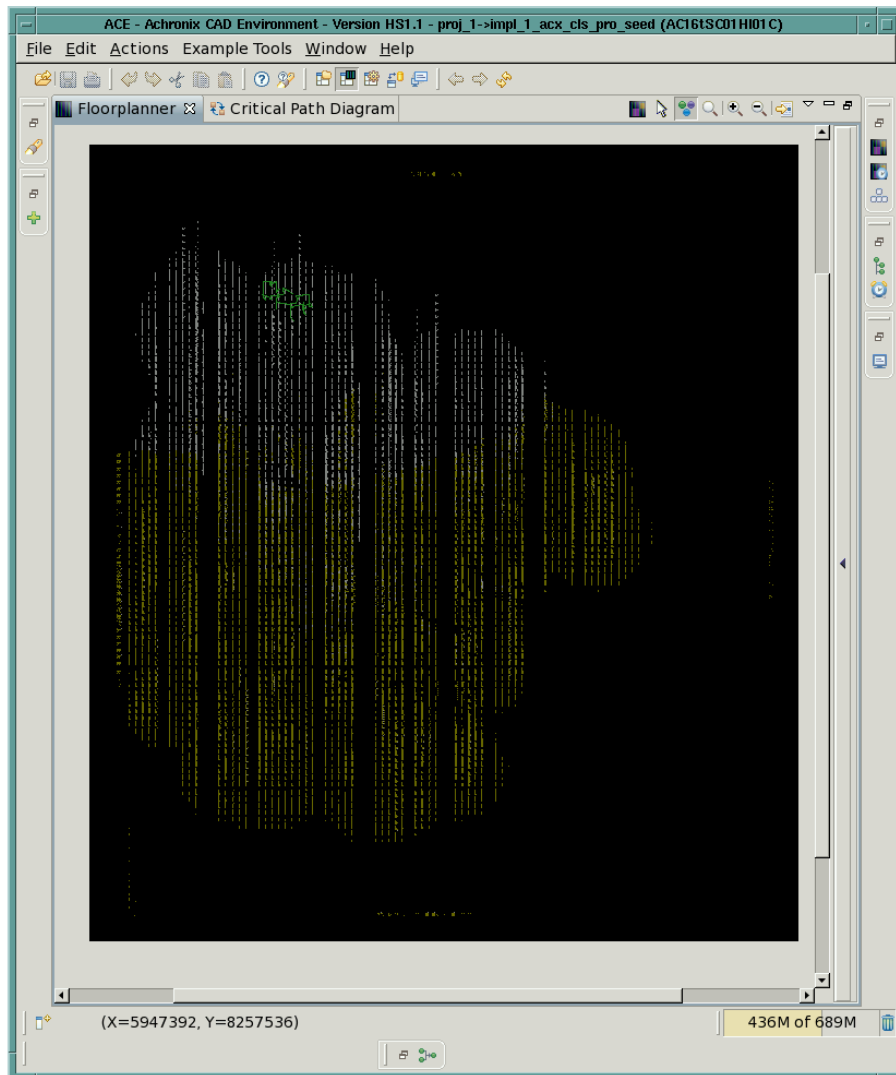 ACE - Achronix CAD Environment - Version HS1.1 - proj_1->impl_1_acx_cls_pro_seed (AC16tSC01HI01C)
File Edit Actions Example Tools Window Help
Floorplanner Critical Path Diagram
(X=5947392, Y=8257536) 436M of 689M